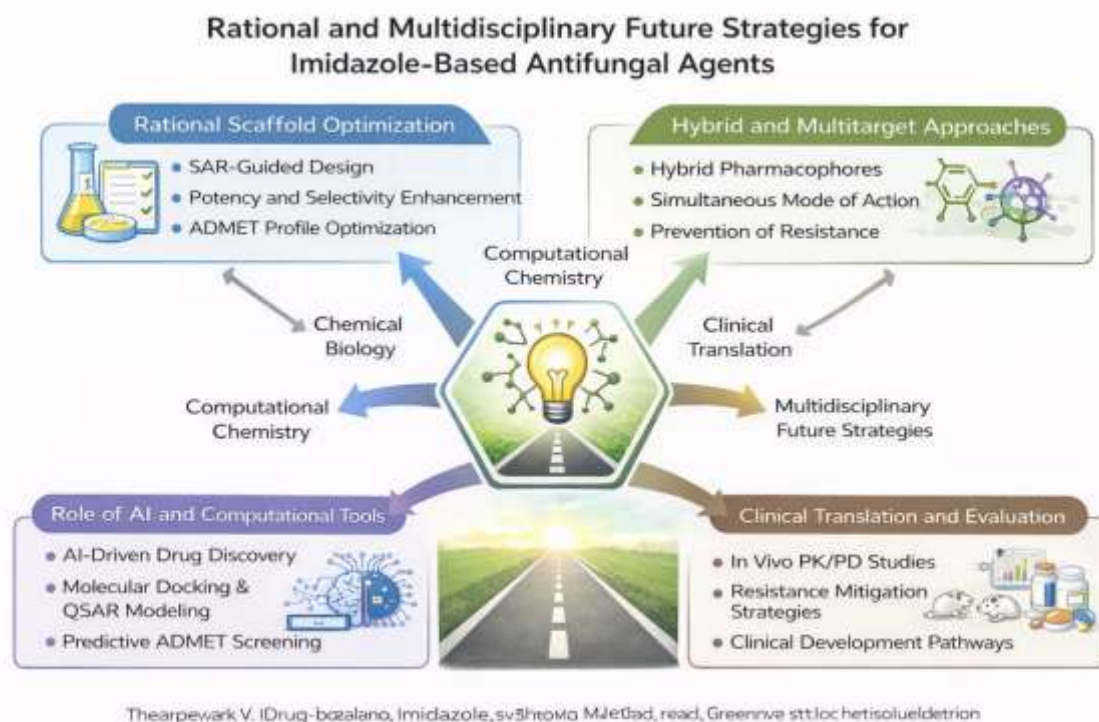 Rational and Multidisciplinary Future Strategies for
Imidazole-Based Antifungal Agents
Rational Scaffold Optimization
• SAR-Guided Design
• Potency and Selectivity Enhancement
• ADMET Profile Optimization
Hybrid and Multitarget Approaches
• Hybrid Pharmacophores
• Simultaneous Mode of Action
• Prevention of Resistance
Computational
Chemistry
Chemical
Biology
Clinical
Translation
Computational
Chemistry
Multidisciplinary
Future Strategies
Role of AI and Computational Tools
• AI-Driven Drug Discovery
• Molecular Docking &
QSAR Modeling
• Predictive ADMET Screening
Clinical Translation and Evaluation
• In Vivo PK/PD Studies
• Resistance Mitigation
Strategies
• Clinical Development Pathways
Thearpewark V. Imidazole, read,